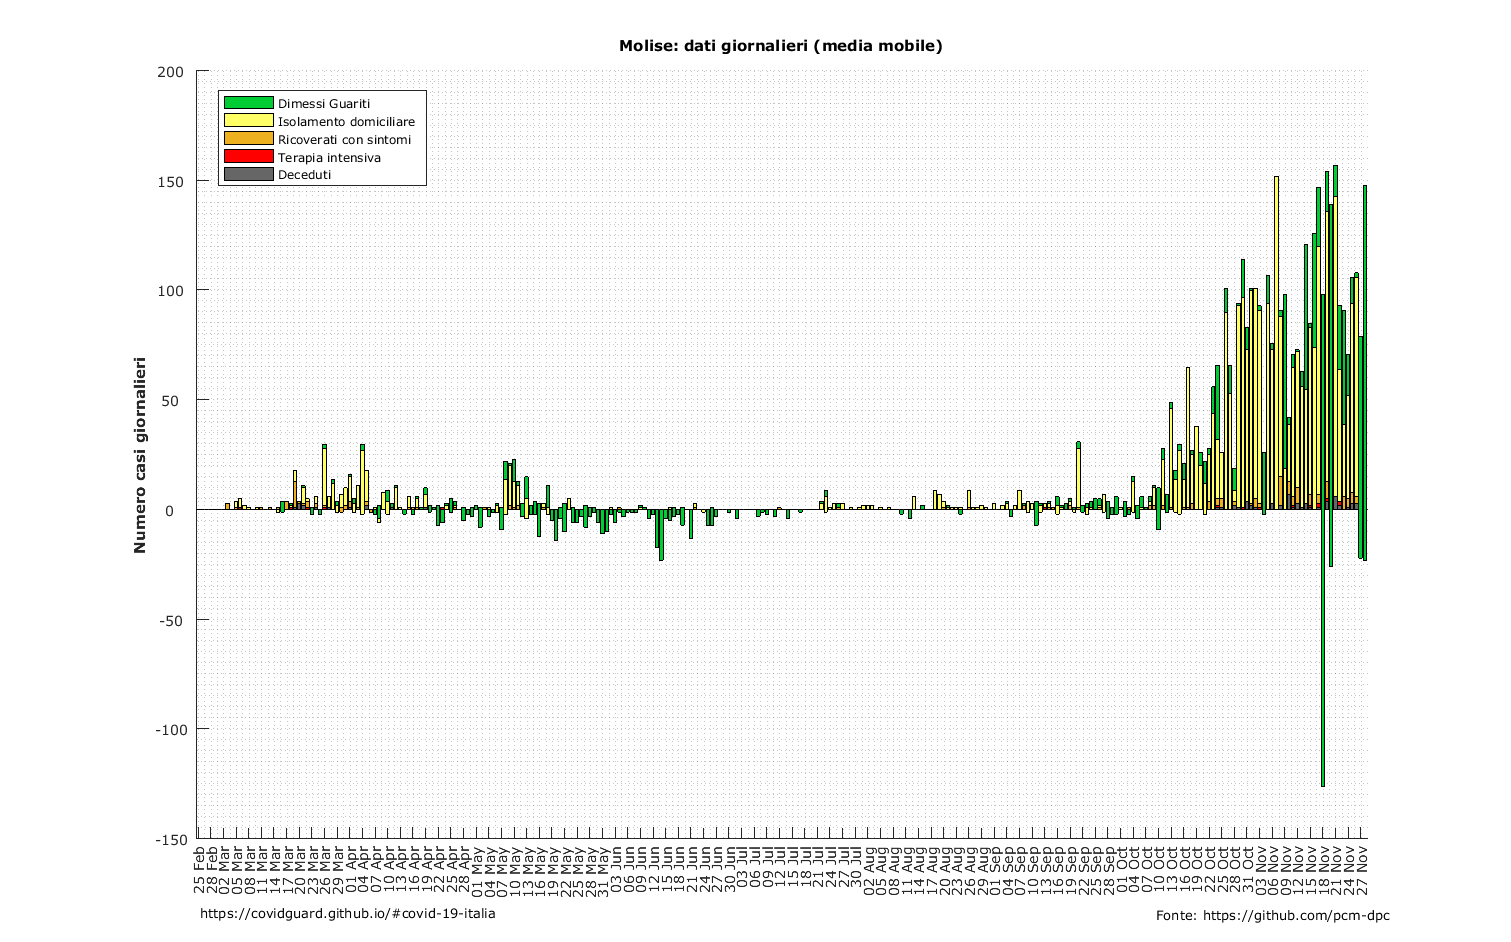 Molise: dati giornalieri (media mobile)
Numero casi giornalieri
200
150
100
50
0
-50
-100
-150
Dimessi Guariti
Isolamento domiciliare
Ricoverati con sintomi
Terapia intensiva
Deceduti
25 Feb
28 Feb
02 Mar
05 Mar
08 Mar
11 Mar
14 Mar
17 Mar
20 Mar
23 Mar
26 Mar
29 Mar
01 Apr
04 Apr
07 Apr
10 Apr
13 Apr
16 Apr
19 Apr
22 Apr
25 Apr
28 Apr
01 May
04 May
07 May
10 May
13 May
16 May
19 May
22 May
25 May
28 May
31 May
03 Jun
06 Jun
09 Jun
12 Jun
15 Jun
18 Jun
21 Jun
24 Jun
27 Jun
30 Jun
03 Jul
06 Jul
09 Jul
12 Jul
15 Jul
18 Jul
21 Jul
24 Jul
27 Jul
30 Jul
02 Aug
05 Aug
08 Aug
11 Aug
14 Aug
17 Aug
20 Aug
23 Aug
26 Aug
29 Aug
01 Sep
04 Sep
07 Sep
10 Sep
13 Sep
16 Sep
19 Sep
22 Sep
25 Sep
28 Sep
01 Oct
04 Oct
07 Oct
10 Oct
13 Oct
16 Oct
19 Oct
22 Oct
25 Oct
28 Oct
31 Oct
03 Nov
06 Nov
09 Nov
12 Nov
15 Nov
18 Nov
21 Nov
24 Nov
27 Nov
https://covidguard.github.io/#covid-19-italia
Fonte: https://github.com/pcm-dpc